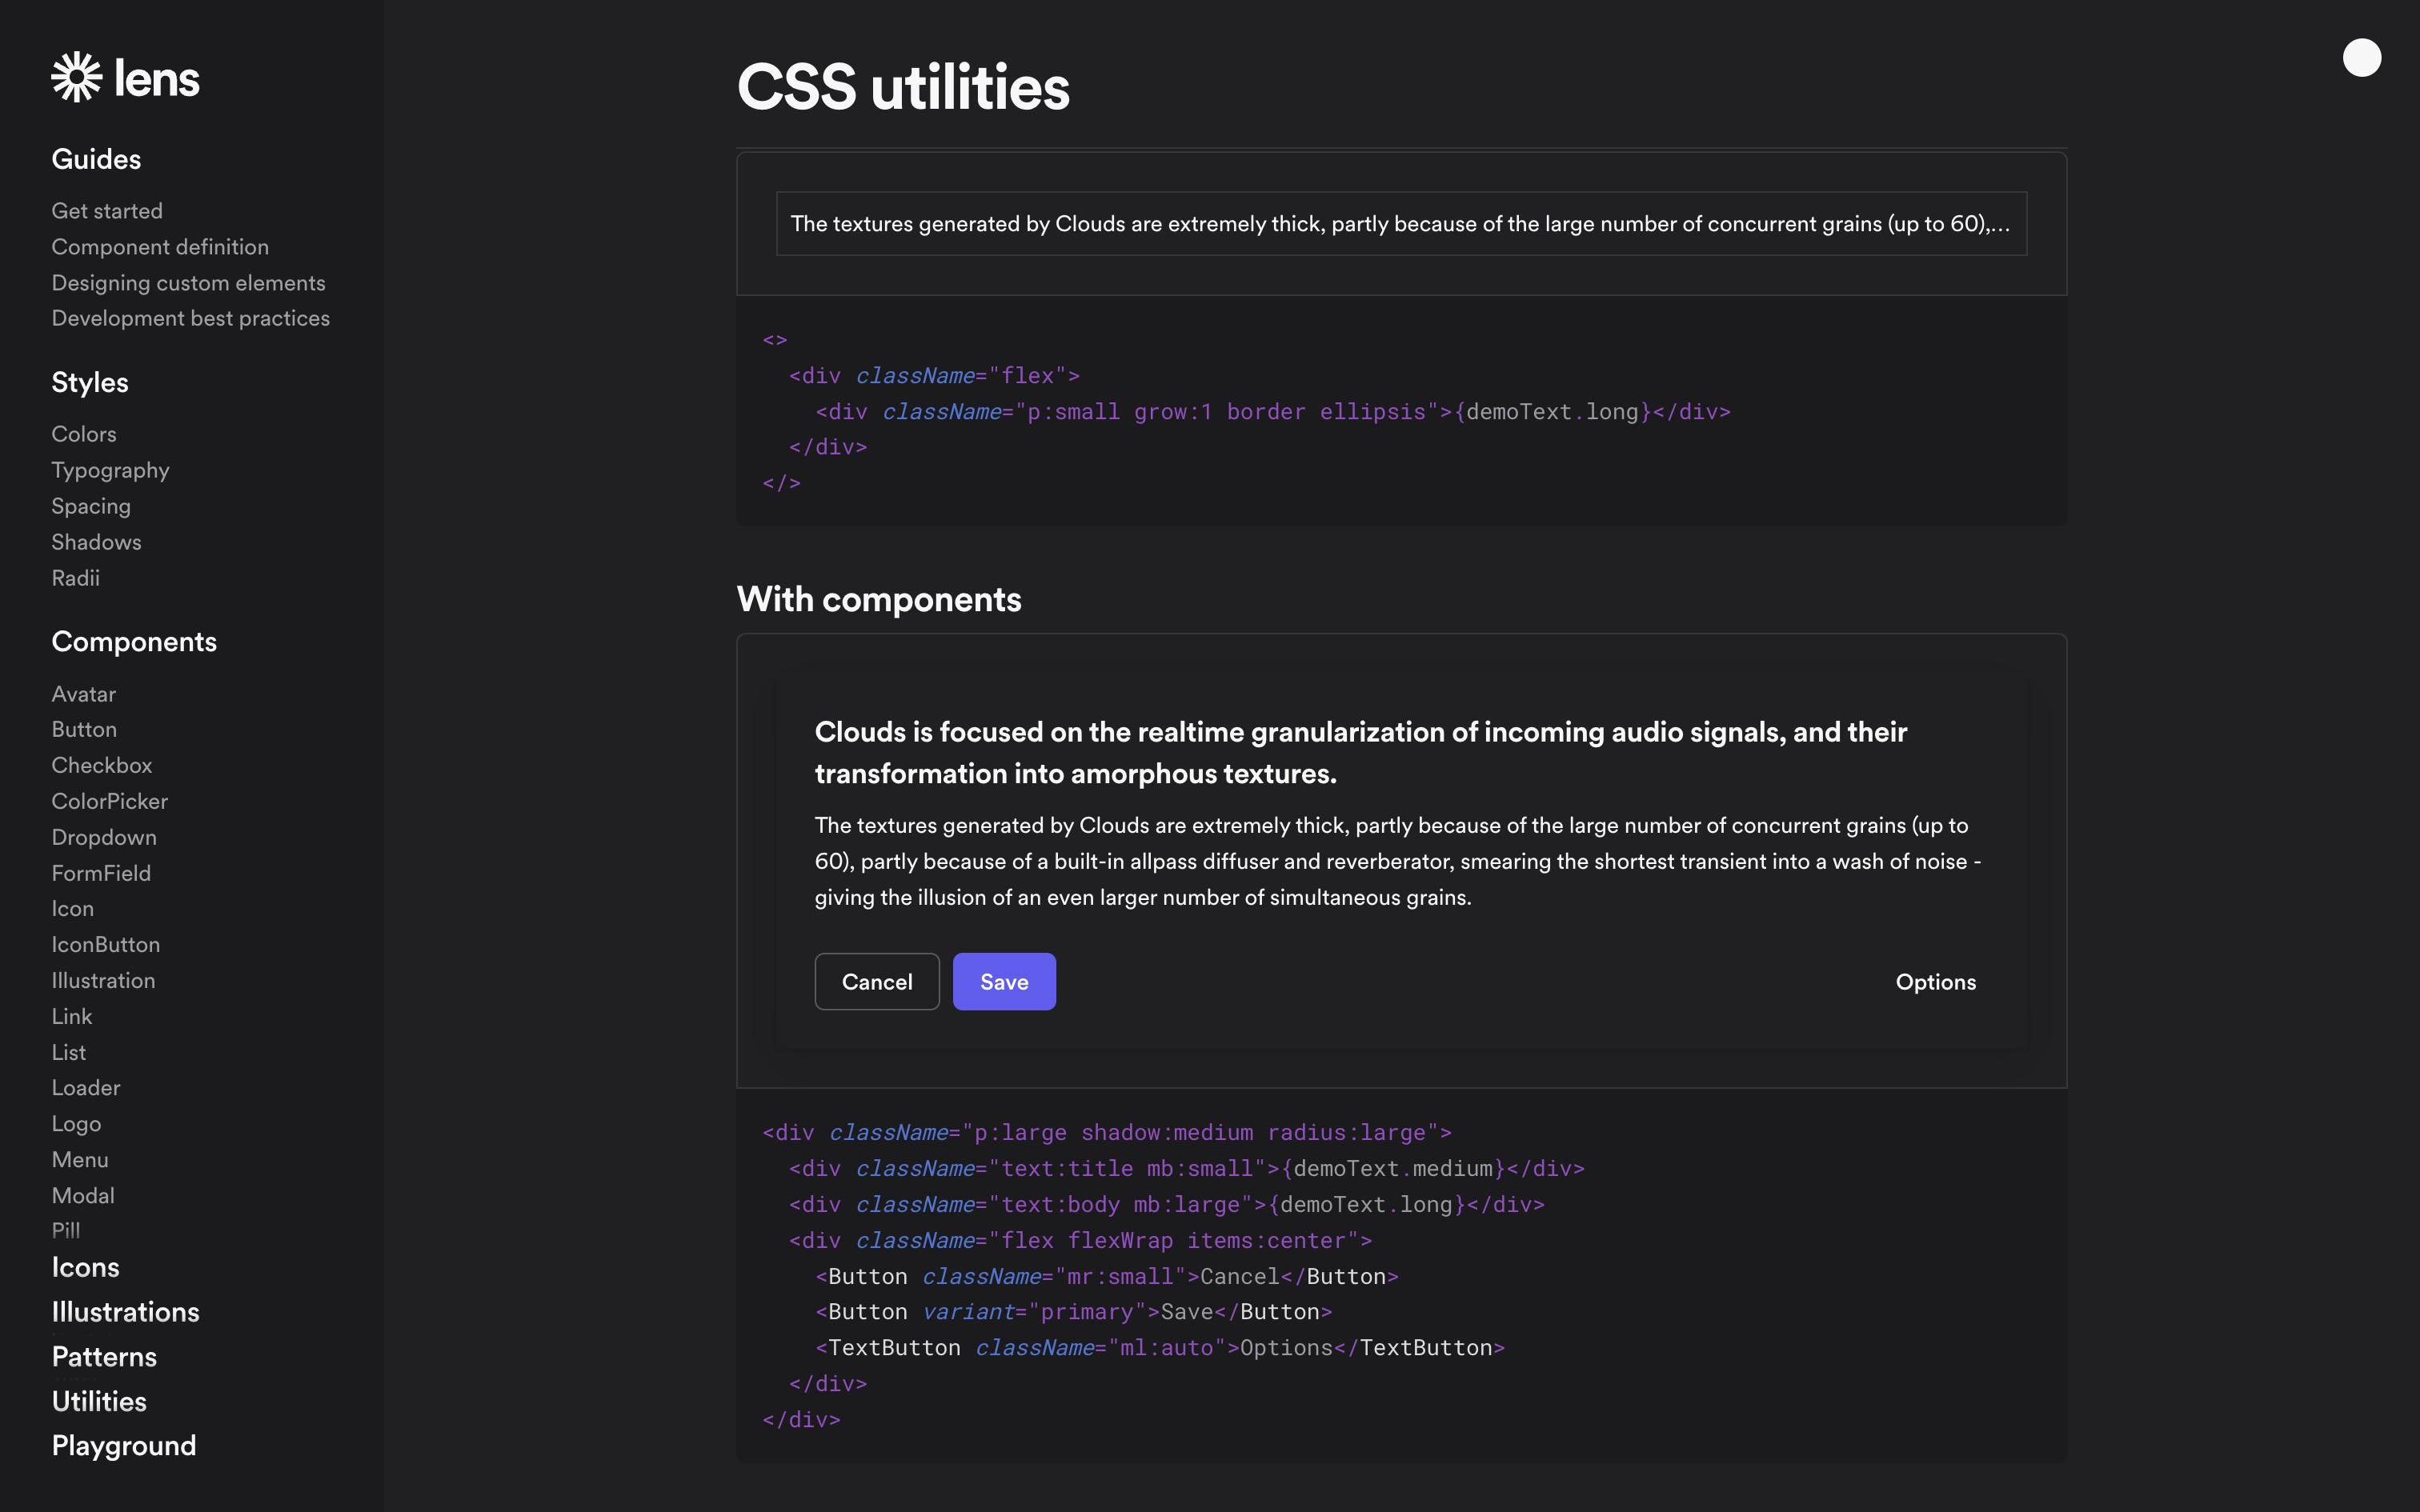 lens
Guides
Get started
Component definition
Designing custom elements
Development best practices
Styles
Colors
Typography
Spacing
Shadows
Radii
Components
Avatar
Button
Checkbox
ColorPicker
Dropdown
FormField
Icon
IconButton
Illustration
Link
List
Loader
Logo
Menu
Modal
Pill
Icons
Illustrations
Patterns
Utilities
Playground
CSS utilities
The textures generated by Clouds are extremely thick, partly because of the large number of concurrent grains (up to 60),...
<>
  <div className="flex">
    <div className="p:small grow:1 border ellipsis">{demoText.long}</div>
  </div>
</>
With components
Clouds is focused on the realtime granularization of incoming audio signals, and their
transformation into amorphous textures.
The textures generated by Clouds are extremely thick, partly because of the large number of concurrent grains (up to
60), partly because of a built-in allpass diffuser and reverberator, smearing the shortest transient into a wash of noise -
giving the illusion of an even larger number of simultaneous grains.
Cancel Save Options
<div className="p:large shadow:medium radius:large">
  <div className="text:title mb:small">{demoText.medium}</div>
  <div className="text:body mb:large">{demoText.long}</div>
  <div className="flex flexWrap items:center">
    <Button className="mr:small">Cancel</Button>
    <Button variant="primary">Save</Button>
    <TextButton className="ml:auto">Options</TextButton>
  </div>
</div>